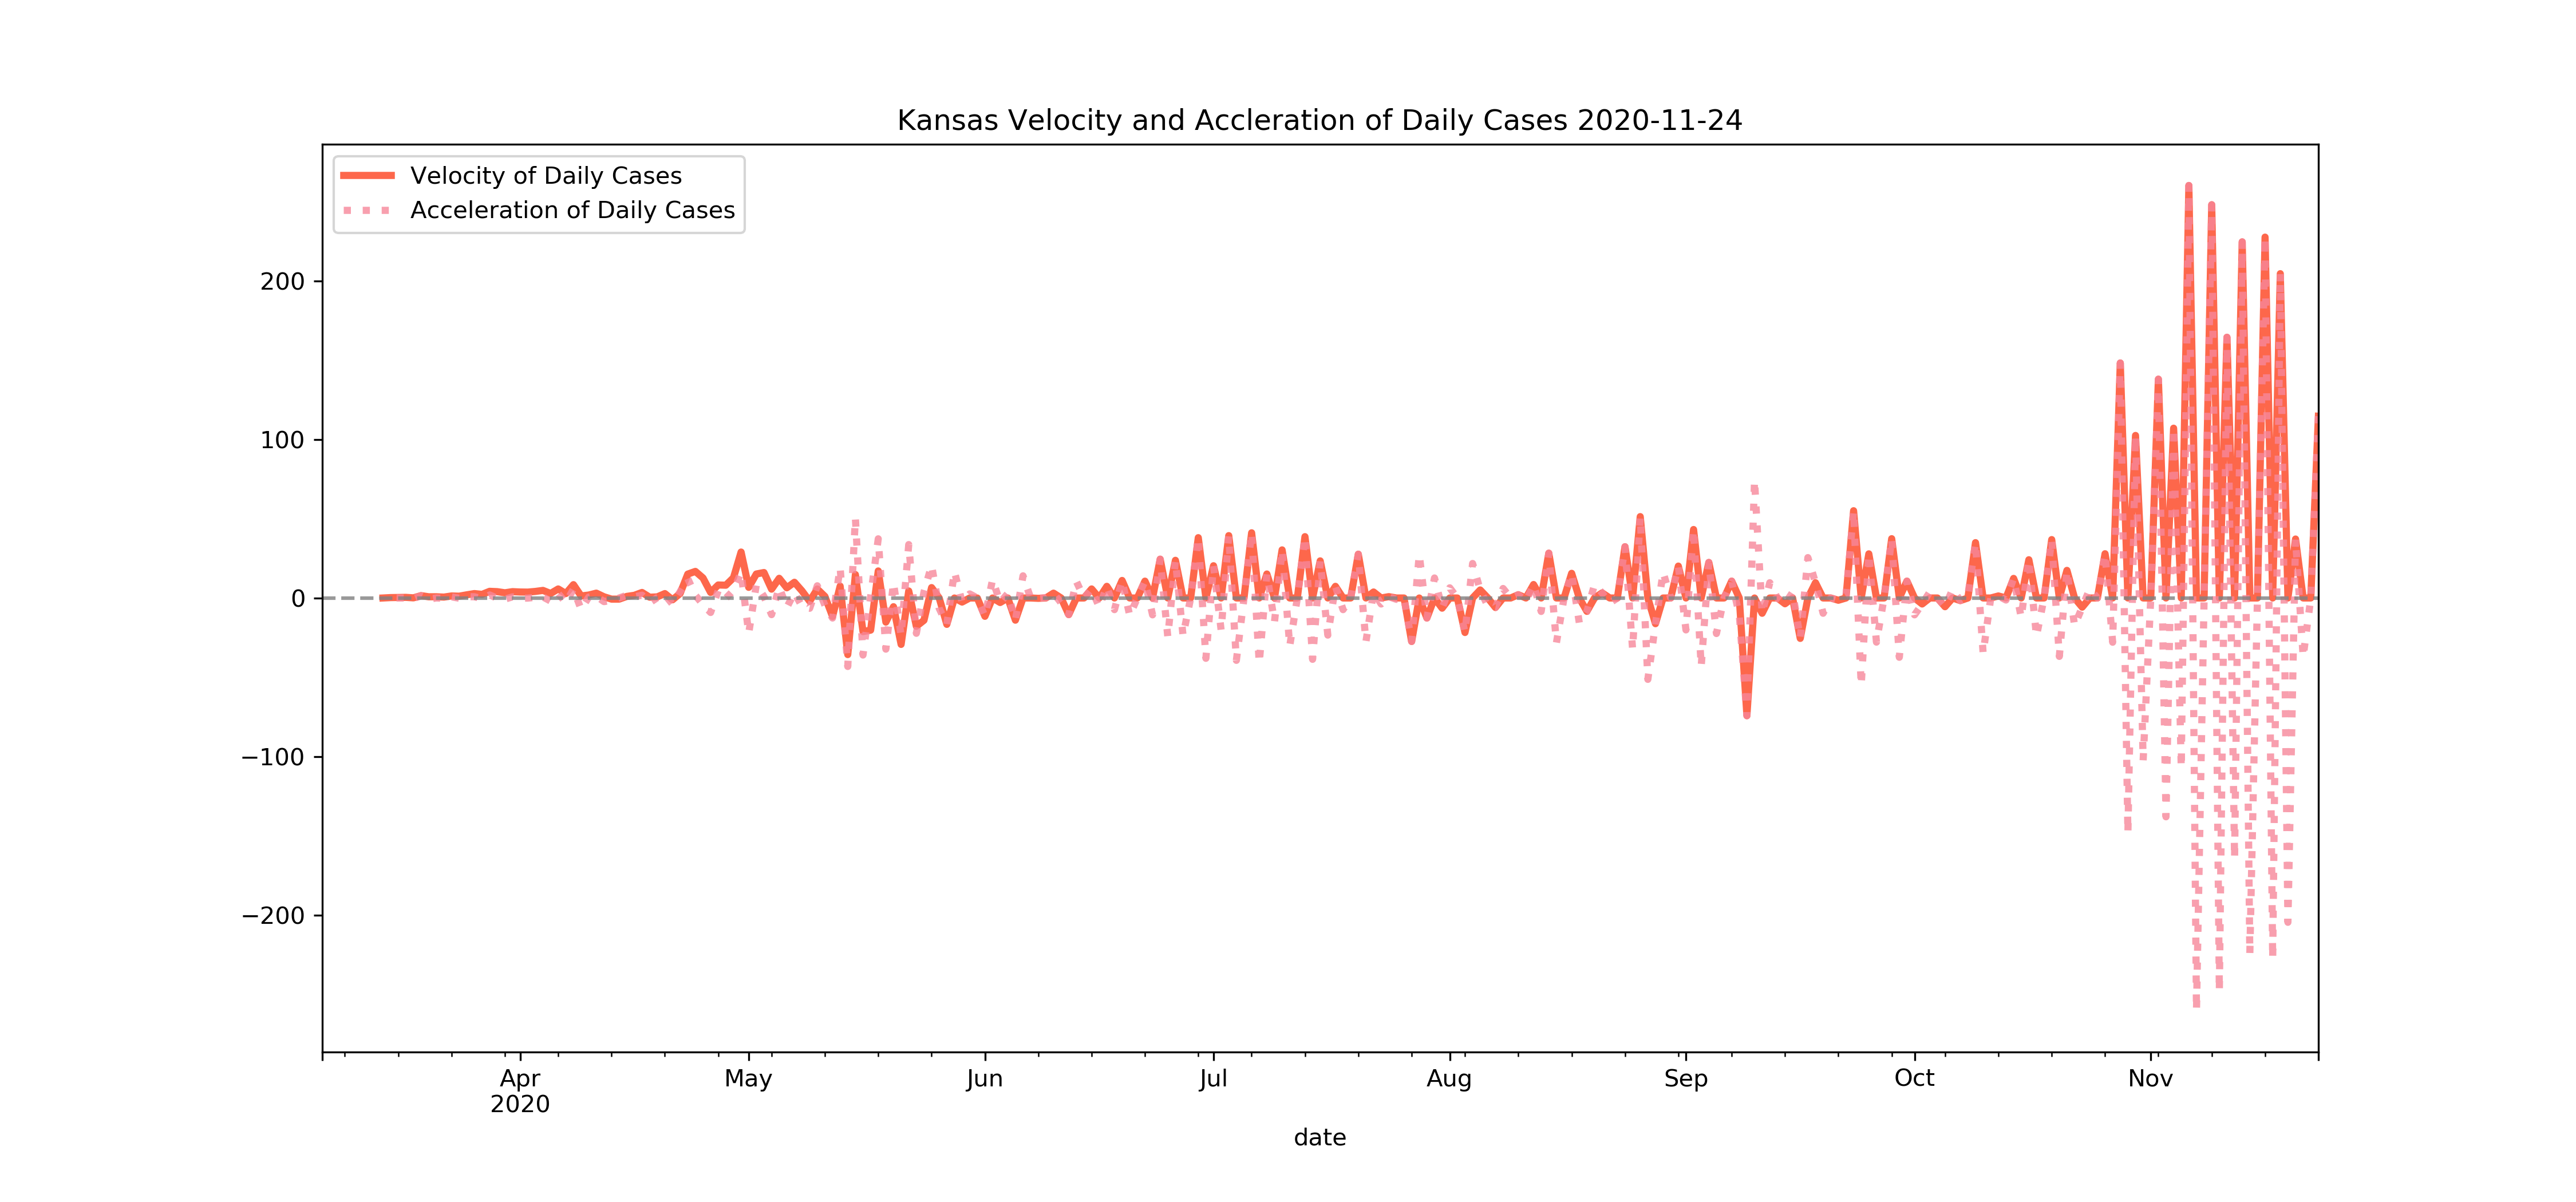 Kansas Velocity and Accleration of Daily Cases 2020-11-24
Velocity of Daily Cases
Acceleration of Daily Cases
200
100
0
−100
−200
Apr May Jun Jul Aug Sep Oct Nov
2020
date